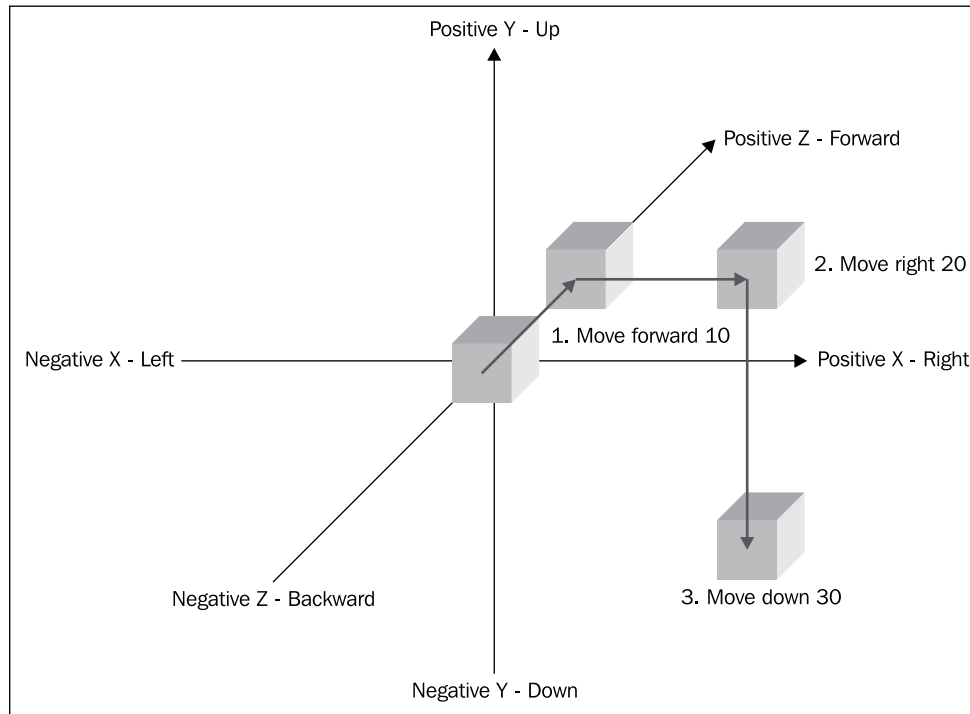 Positive Y - Up
Positive Z - Forward
2. Move right 20
1. Move forward 10
Negative X - Left
Positive X - Right
Negative Z - Backward
3. Move down 30
Negative Y - Down